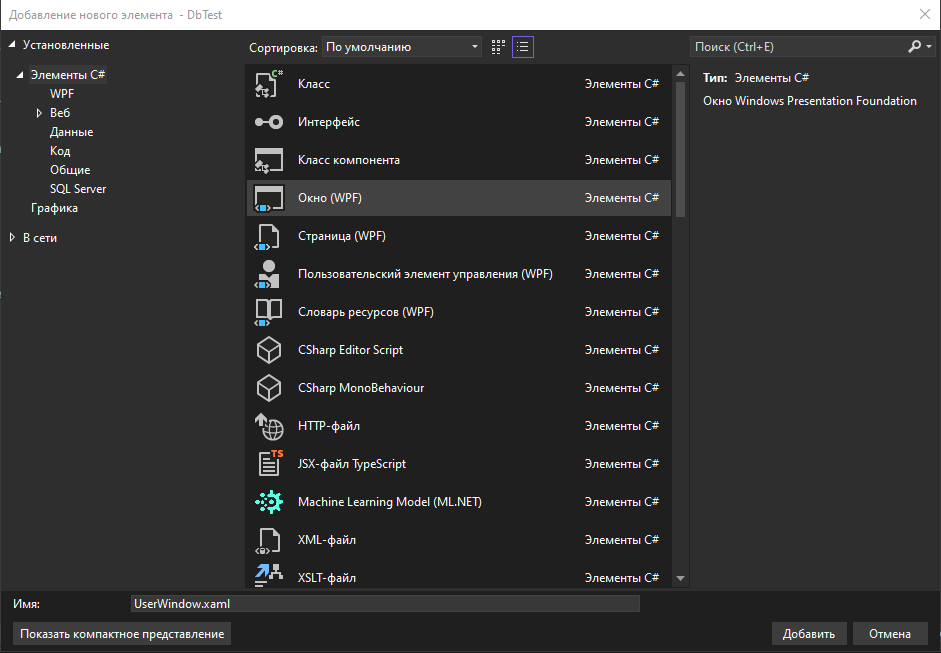 Добавление нового элемента - DbTest
Установленные
Элементы C#
WPF
Веб
Данные
Код
Общие
SQL Server
Графика
В сети
Сортировка: По умолчанию
Класс Элементы C#
Интерфейс Элементы C#
Класс компонента Элементы C#
Окно (WPF) Элементы C#
Страница (WPF) Элементы C#
Пользовательский элемент управления (WPF) Элементы C#
Словарь ресурсов (WPF) Элементы C#
CSharp Editor Script Элементы C#
CSharp MonoBehaviour Элементы C#
HTTP-файл Элементы C#
TS
JSX-файл TypeScript Элементы C#
Machine Learning Model (ML.NET) Элементы C#
XML-файл Элементы C#
XSLT-файл Элементы C#
Поиск (Ctrl+E)
Тип: Элементы C#
Окно Windows Presentation Foundation
Имя: UserWindow.xaml
Показать компактное представление
Добавить Отмена